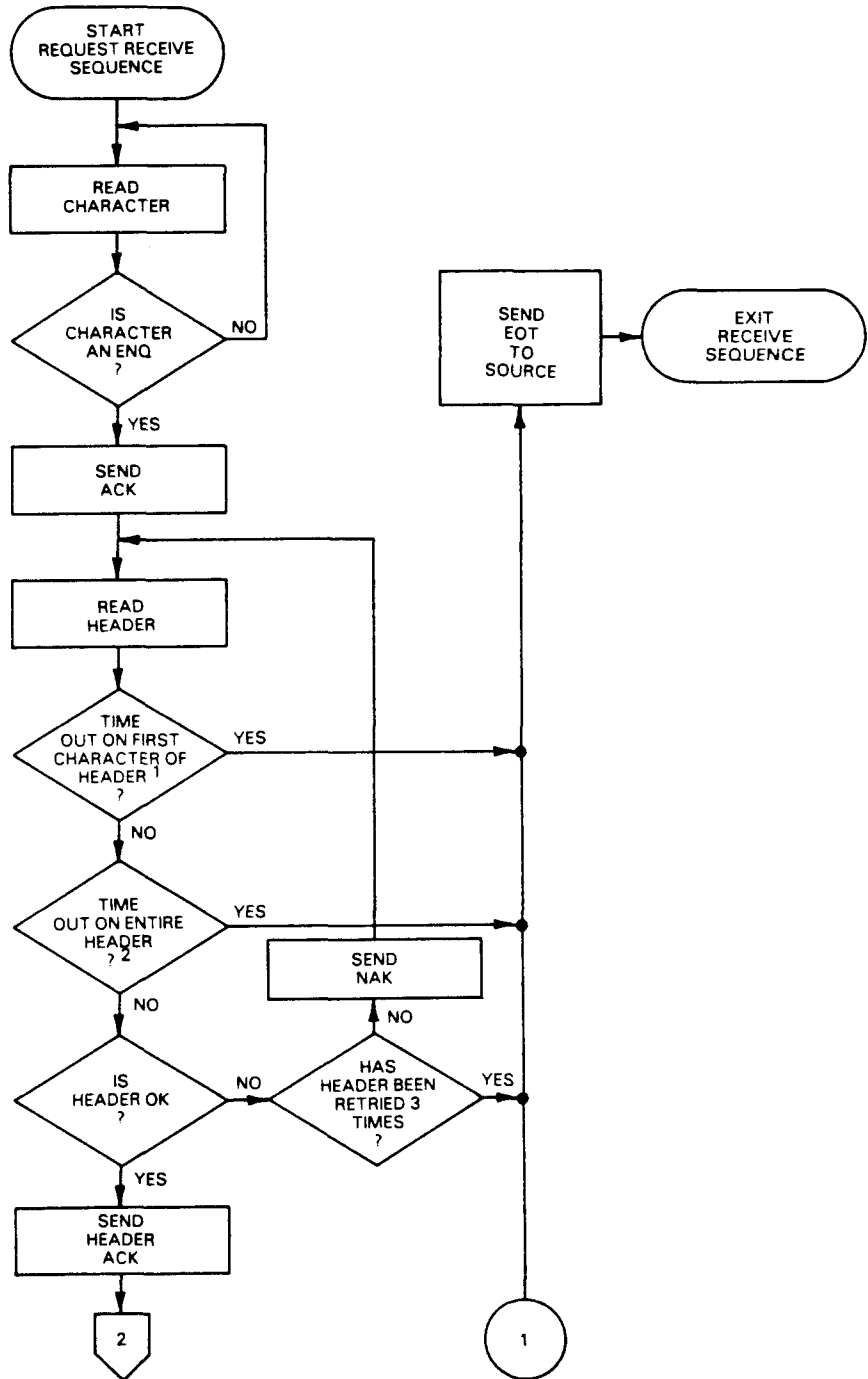 START
REQUEST RECEIVE
SEQUENCE
READ
CHARACTER
IS
CHARACTER
AN ENQ
?
NO
YES
SEND
ACK
SEND
EOT
TO
SOURCE
EXIT
RECEIVE
SEQUENCE
READ
HEADER
TIME
OUT ON FIRST
CHARACTER OF
HEADER 1
?
YES
NO
TIME
OUT ON ENTIRE
HEADER
? 2
YES
NO
SEND
NAK
NO
IS
HEADER OK
?
NO
HAS
HEADER BEEN
RETRIED 3
TIMES
?
YES
YES
SEND
HEADER
ACK
2
1